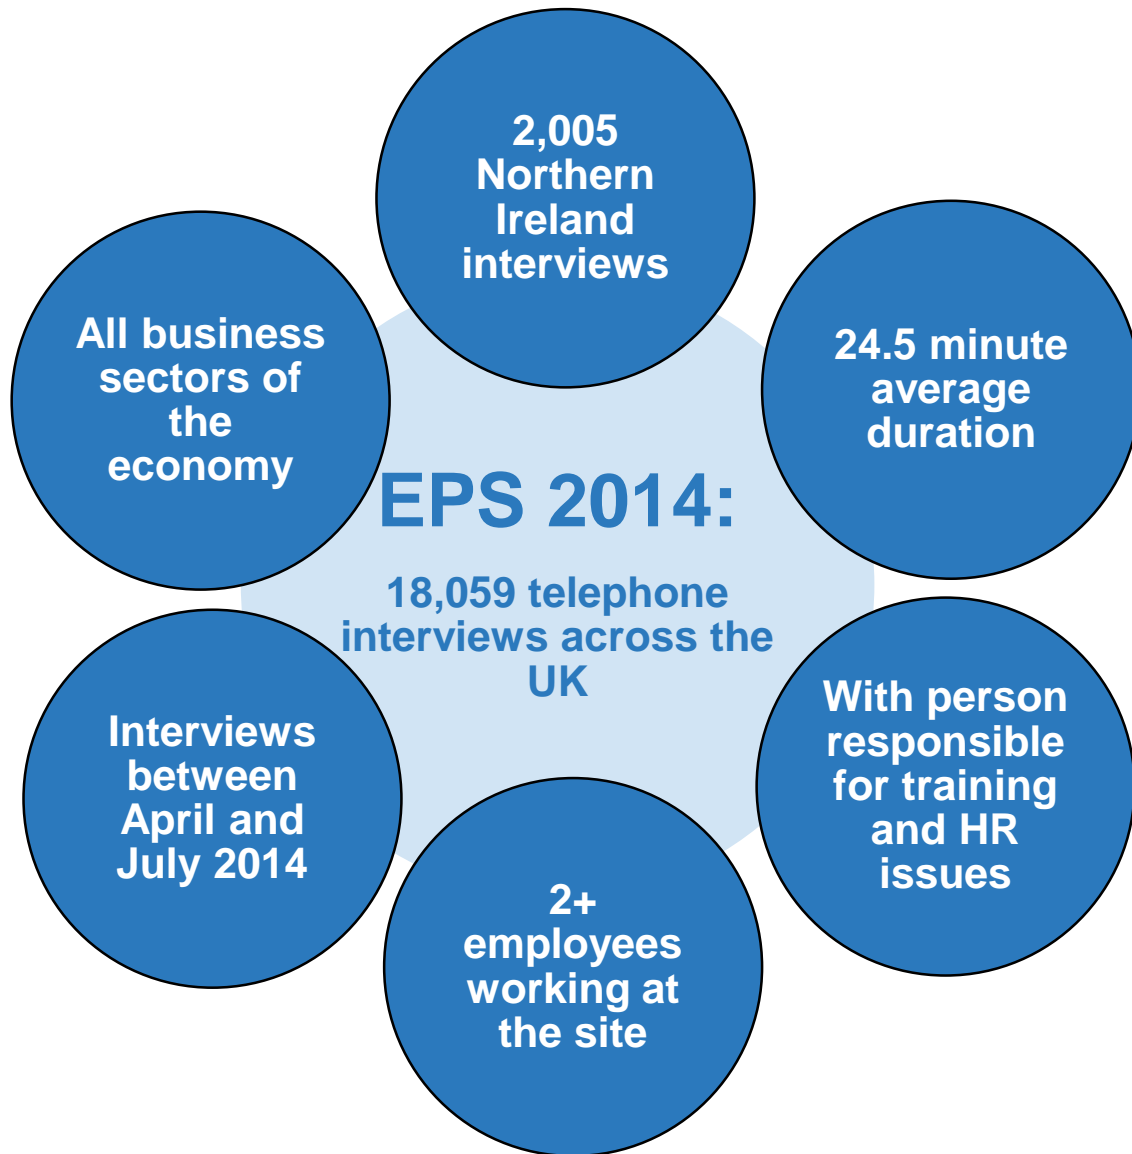 2,005
Northern
Ireland
interviews
All business
sectors of
the
economy
24.5 minute
average
duration
EPS 2014:
18,059 telephone
interviews across the
UK
Interviews
between
April and
July 2014
With person
responsible
for training
and HR
issues
2+
employees
working at
the site